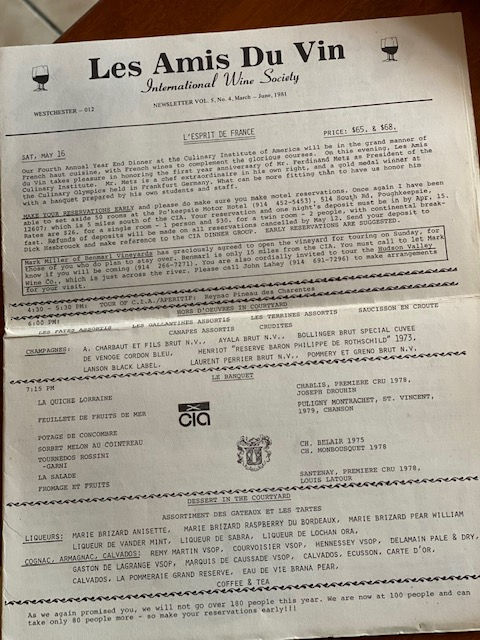 Les Amis Du Vin
International Wine Society
WESTCHESTER - 012
NEWSLETTER VOL. 5, No. 4, March - June, 1981
L'ESPRIT DE FRANCE
SAT, MAY 16
PRICE: $65. & $68.
Our Fourth Annual Year End Dinner at the Culinary Institute of America will be in the grand manner of
French haut cuisine, with French wines to complement the glorious courses. On this evening, Les Amis
du Vin takes pleasure in honoring the first year anniversary of Mr. Ferdinand Metz as President of the
Culinary Institute. Mr. Metz is a chef extraordinaire in his own right, and a gold medal winner at
the Culinary Olympics held in Frankfurt Germany. What can be more fitting than to have us honor him
with a banquet prepared by his own students and staff.
MAKE YOUR RESERVATIONS EARLY and please do make your motel reservations. Once again I have been
able to set aside 30 rooms at the Po'keepsie Motor Hotel (914 452-5453), 514 South Rd, Poughkeepsie,
12607; which is 5 miles south of the CIA. Your reservation and one night's deposit must be in by Apr. 15.
Rates are $26. for a single room - 1 person and $30. for a twin room - 2 people, with continental break-
fast. Refunds of deposits will be made on all reservations cancelled by May 12, Send your deposit to
Dick Hasbrouck and make reference to the CIA DINNER GROUP. EARLY RESERVATIONS ARE SUGGESTED.
Mark Miller of Benmarl Vineyards has graciously agreed to open the vineyard for touring on Sunday, for
those of you who do plan to stay over. Benmarl is only 15 miles from the CIA. You must call to let Mark
know if you will be coming (914 266-7271). You are also cordially invited to tour the Hudson Valley
Wine Co., which is just across the river. Please call John Lahey (914 691-7296) to make arrangements
for your visit.
4:30 - 5:30 PM: TOUR OF C.I.A./APERITIF: Reynac Pineau des Charentes
6:00 PM:
HORS D'OEUVRES IN COURTYARD
LES PATES ASSORTIS LES GALLANTINES ASSORTIS LES TERRINES ASSORTIS SAUCISSON EN CROUTE
CANAPES ASSORTIS CRUDITES
CHAMPAGNES: A. CHARBAUT ET FILS BRUT N.V., AYALA BRUT N.V., BOLLINGER BRUT SPECIAL CUVEE
DE VENOGE CORDON BLEU, HENRIOT "RESERVE BARON PHILIPPE DE ROTHSCHILD" 1973,
LANSON BLACK LABEL, LAURENT PERRIER BRUT N.V., POMMERY ET GRENO BRUT N.V.
7:15 PM
LE BANQUET
LA QUICHE LORRAINE
CHABLIS, PREMIERE CRU 1978,
JOSEPH DROUHIN
FEUILLETE DE FRUITS DE MER
cia
PULIGNY MONTRACHET, ST. VINCENT,
1979, CHANSON
POTAGE DE CONCOMBRE
SORBET MELON AU COINTREAU
TOURNEDOS ROSSINI
-GARNI
CH. BELAIR 1975
CH. MONBOUSQUET 1978
LA SALADE
FROMAGE ET FRUITS
SANTENAY, PREMIERE CRU 1978,
LOUIS LATOUR
DESSERT IN THE COURTYARD
ASSORTIMENT DES GATEAUX ET LES TARTES
LIQUEURS: MARIE BRIZARD ANISETTE, MARIE BRIZARD RASPBERRY DU BORDEAUX, MARIE BRIZARD PEAR WILLIAM
LIQUEUR DE VANDER MINT, LIQUEUR DE SABRA, LIQUEUR DE LOCHAN ORA,
COGNAC, ARMAGNAC, CALVADOS: REMY MARTIN VSOP, COURVOISIER VSOP, HENNESSEY VSOP, DELAMAIN PALE & DRY,
GASTON DE LAGRANGE VSOP, MARQUIS DE CAUSSADE VSOP, CALVADOS, ECUSSON, CARTE D'OR,
CALVADOS, LA POMMERAIE GRAND RESERVE, EAU DE VIE BRANA PEAR,
COFFEE & TEA
As we again promised you, we will not go over 180 people this year. We are now at 100 people and can
take only 80 people more - so make your reservations early!!!